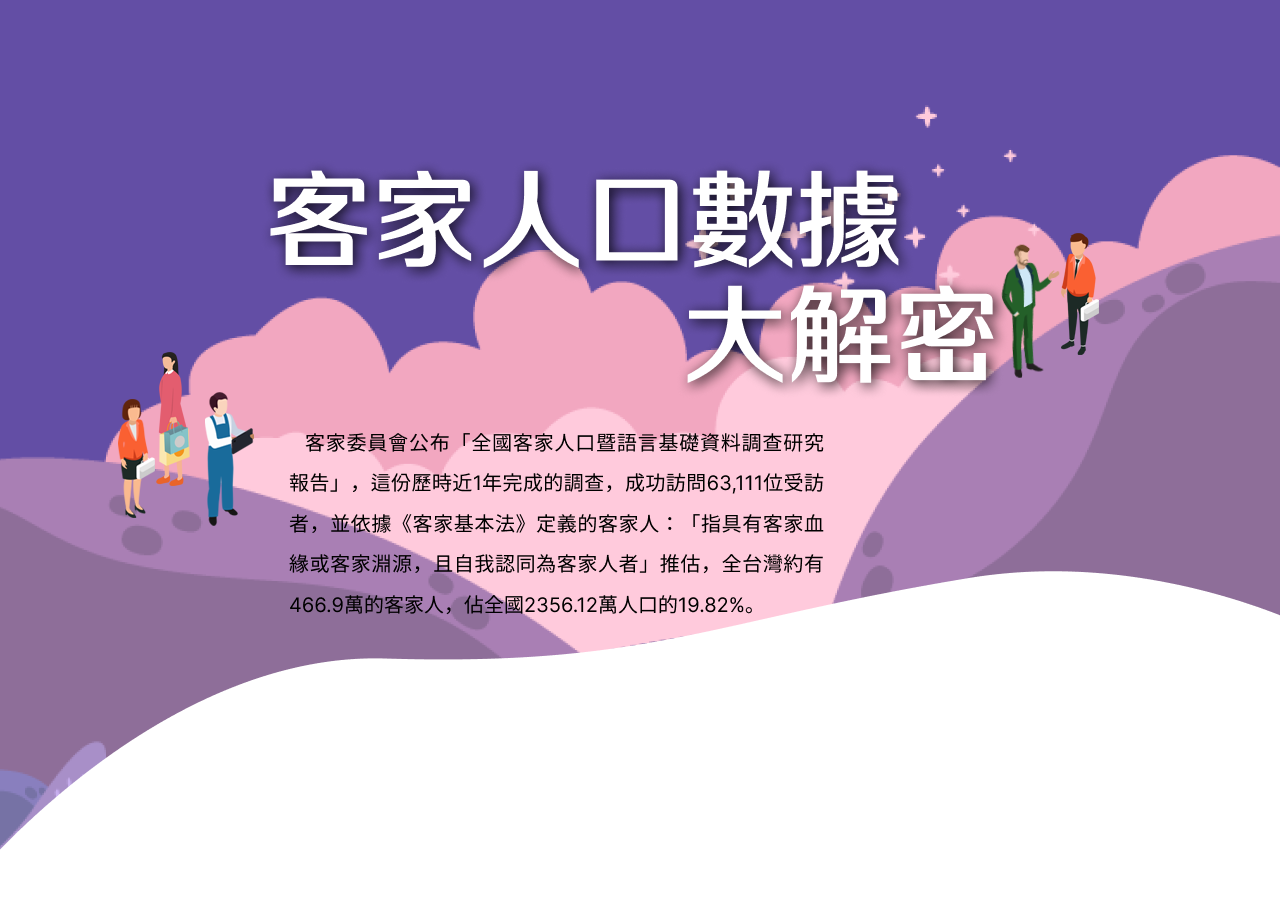 客家人口數據
大解密
客家委員會公布「全國客家人口暨語言基礎資料調查研究
報告」，這份歷時近1年完成的調查，成功訪問63,111位受訪
者，並依據《客家基本法》定義的客家人：「指具有客家血
緣或客家淵源，且自我認同為客家人者」推估，全台灣約有
466.9萬的客家人，佔全國2356.12萬人口的19.82%。